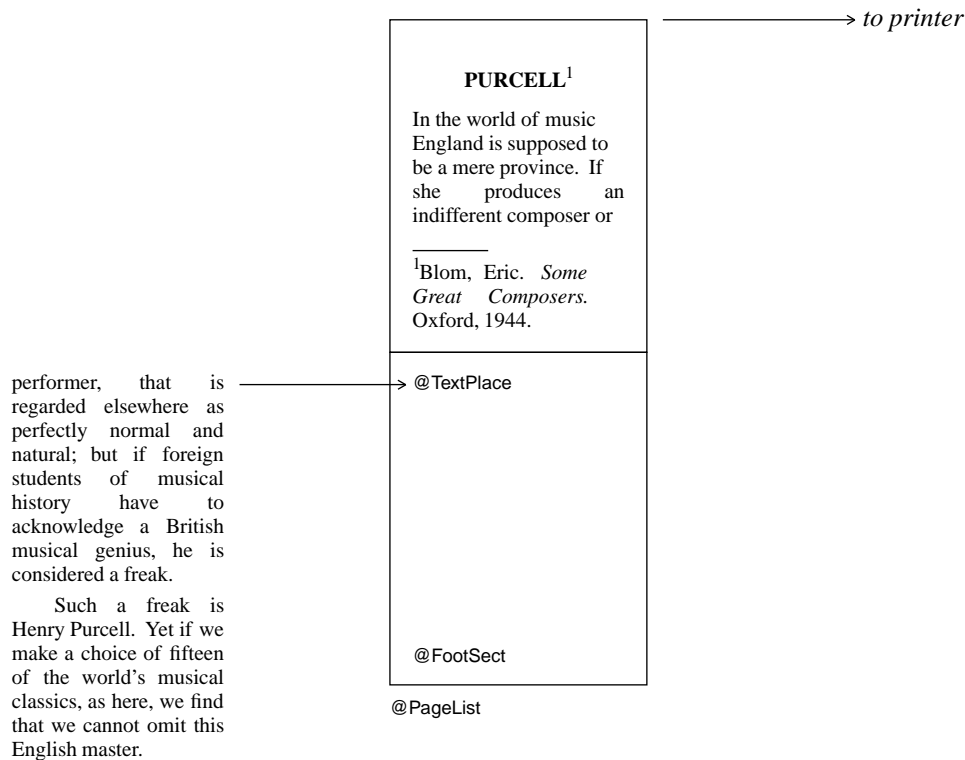 to printer
PURCELL¹
In the world of music
England is supposed to
be a mere province. If
she produces an
indifferent composer or
¹Blom, Eric. Some
Great Composers.
Oxford, 1944.
performer, that is
regarded elsewhere as
perfectly normal and
natural; but if foreign
students of musical
history have to
acknowledge a British
musical genius, he is
considered a freak.
Such a freak is
Henry Purcell. Yet if we
make a choice of fifteen
of the world's musical
classics, as here, we find
that we cannot omit this
English master.
@TextPlace
@FootSect
@PageList